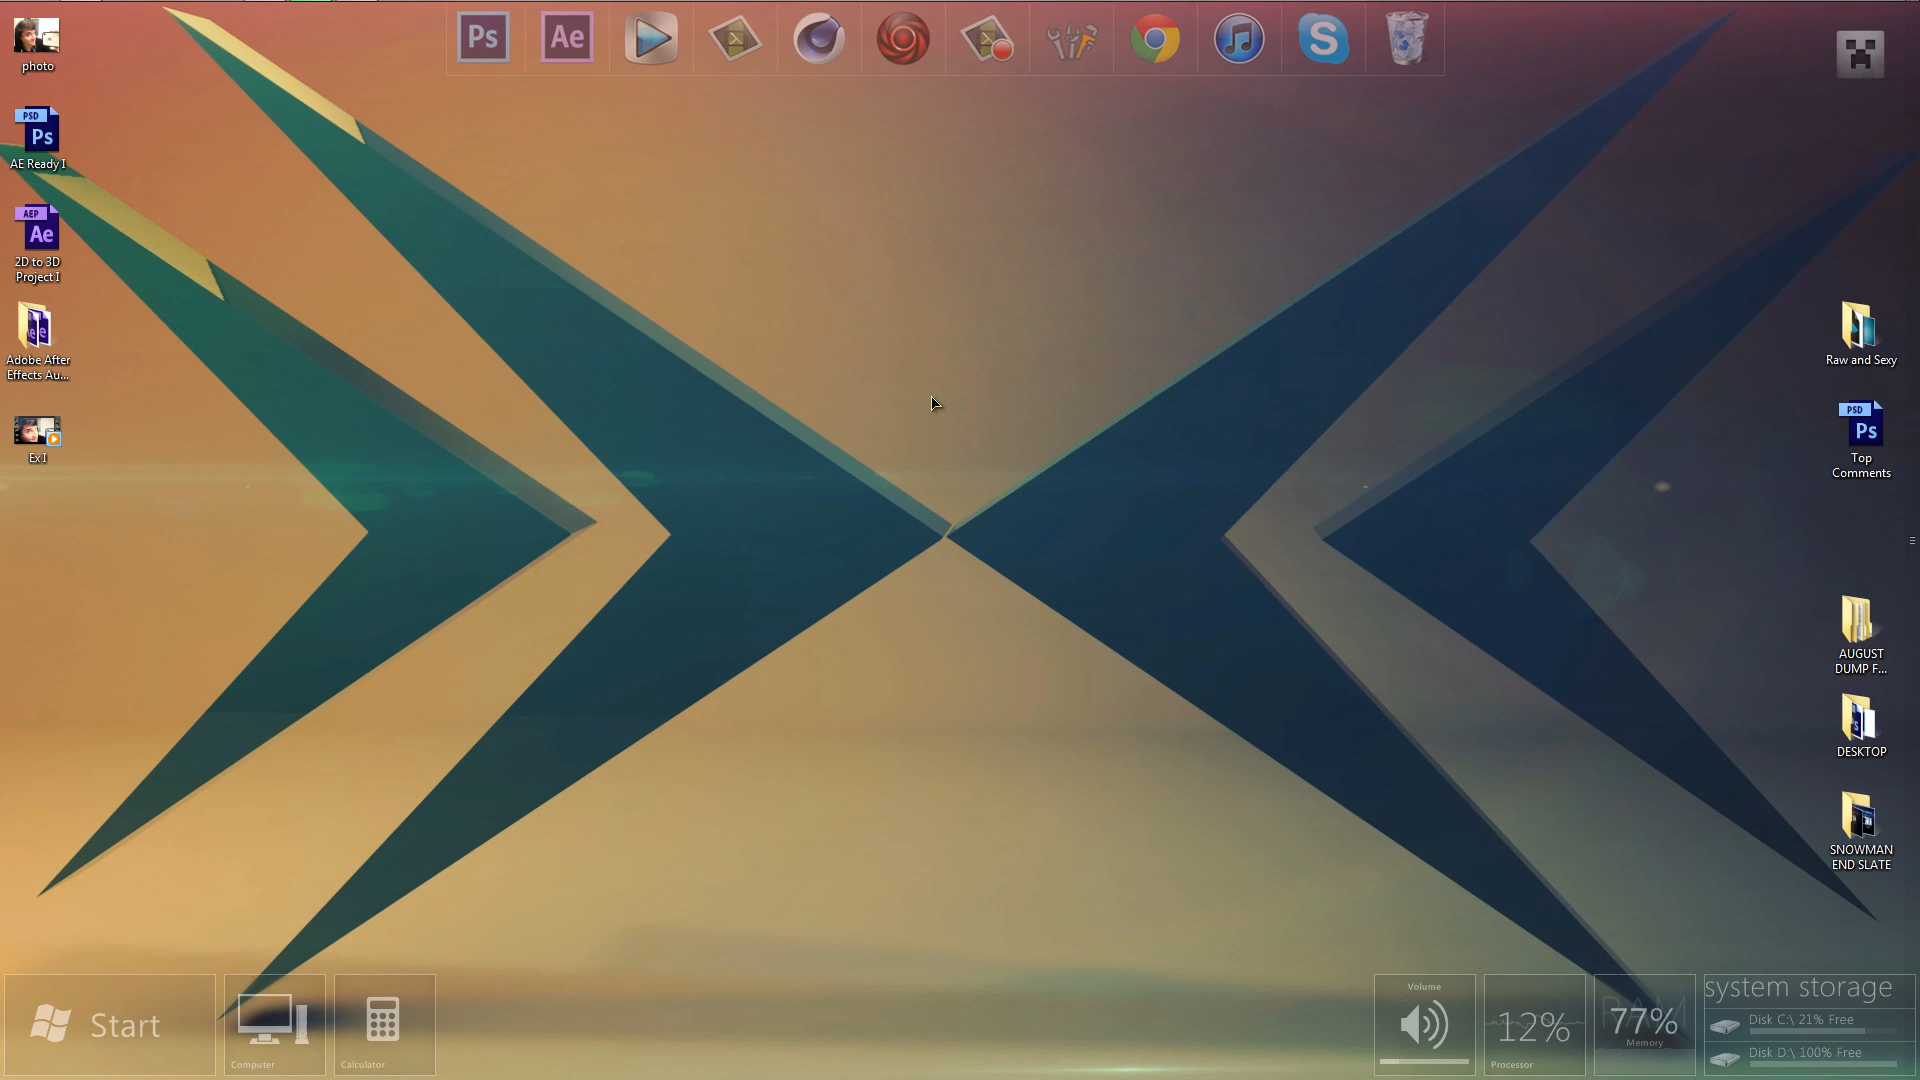 photo
PSD
Ps
AE Ready I
AEP
Ae
2D to 3D
Project I
Adobe After
Effects Au...
Ex I
Ps
Ae
S
Raw and Sexy
PSD
Ps
Top
Comments
AUGUST
DUMP F...
DESKTOP
SNOWMAN
END SLATE
Start
Computer
Calculator
Volume
12%
Processor
RAM
77%
Memory
system storage
Disk C:\ 21% Free
Disk D:\ 100% Free